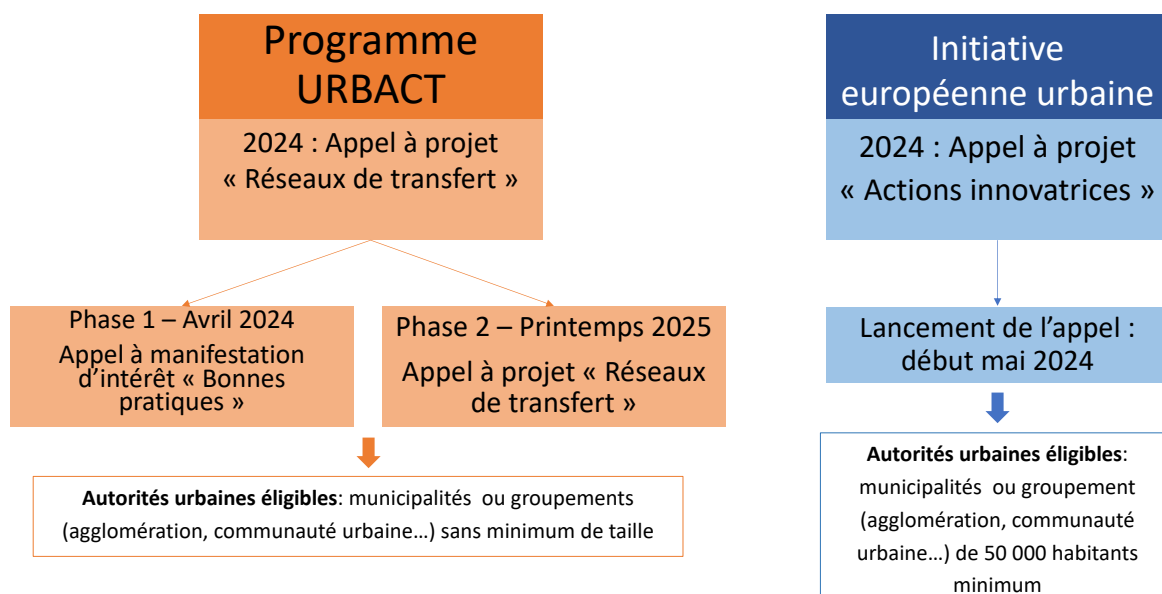 Programme
URBACT
2024 : Appel à projet
« Réseaux de transfert »
Phase 1 – Avril 2024
Appel à manifestation
d’intérêt « Bonnes
pratiques »
Phase 2 – Printemps 2025
Appel à projet « Réseaux
de transfert »
Autorités urbaines éligibles: municipalités ou groupements
(agglomération, communauté urbaine…) sans minimum de taille
Initiative
européenne urbaine
2024 : Appel à projet
« Actions innovatrices »
Lancement de l’appel :
début mai 2024
Autorités urbaines éligibles:
municipalités ou groupement
(agglomération, communauté
urbaine…) de 50 000 habitants
minimum